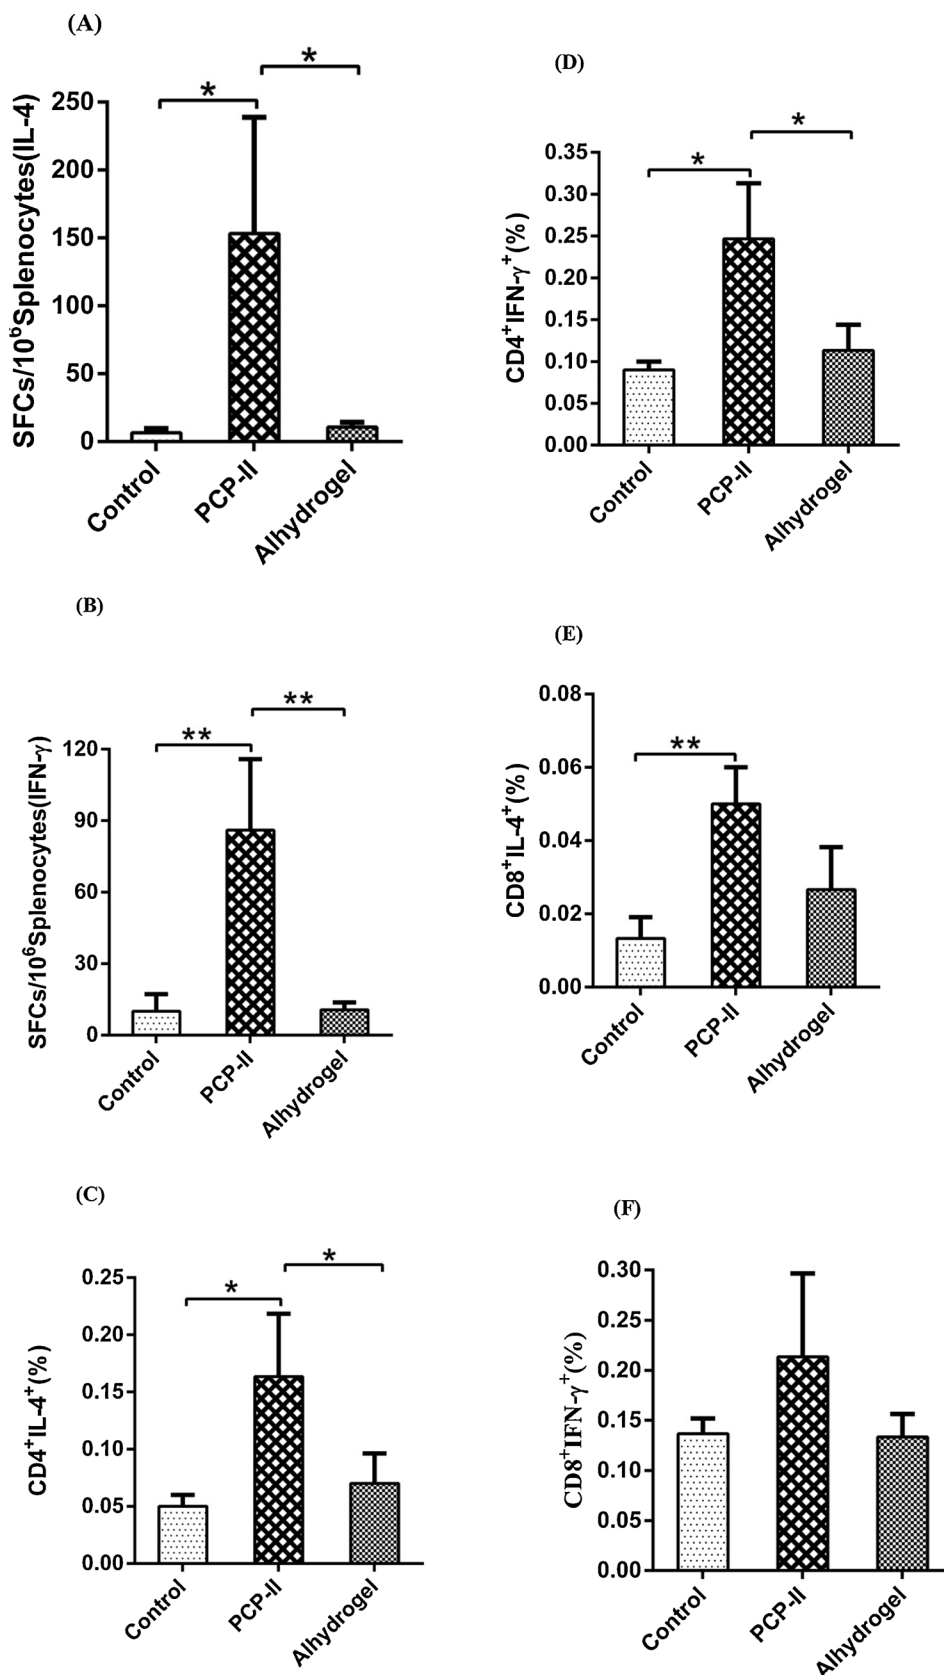 (A)
*
*
SFCs/10⁶Splenocytes(IL-4)
250
200
150
100
50
0
Control
PCP-II
Alhydrogel
(D)
*
*
CD4⁺IFN-γ⁺(%)
0.35
0.30
0.25
0.20
0.15
0.10
0.05
0.00
Control
PCP-II
Alhydrogel
(B)
**
**
SFCs/10⁶Splenocytes(IFN-γ)
120
90
60
30
0
Control
PCP-II
Alhydrogel
(E)
**
CD8⁺IL-4⁺(%)
0.08
0.06
0.04
0.02
0.00
Control
PCP-II
Alhydrogel
(C)
*
*
CD4⁺IL-4⁺(%)
0.25
0.20
0.15
0.10
0.05
0.00
Control
PCP-II
Alhydrogel
(F)
CD8⁺IFN-γ⁺(%)
0.30
0.25
0.20
0.15
0.10
0.05
0.00
Control
PCP-II
Alhydrogel